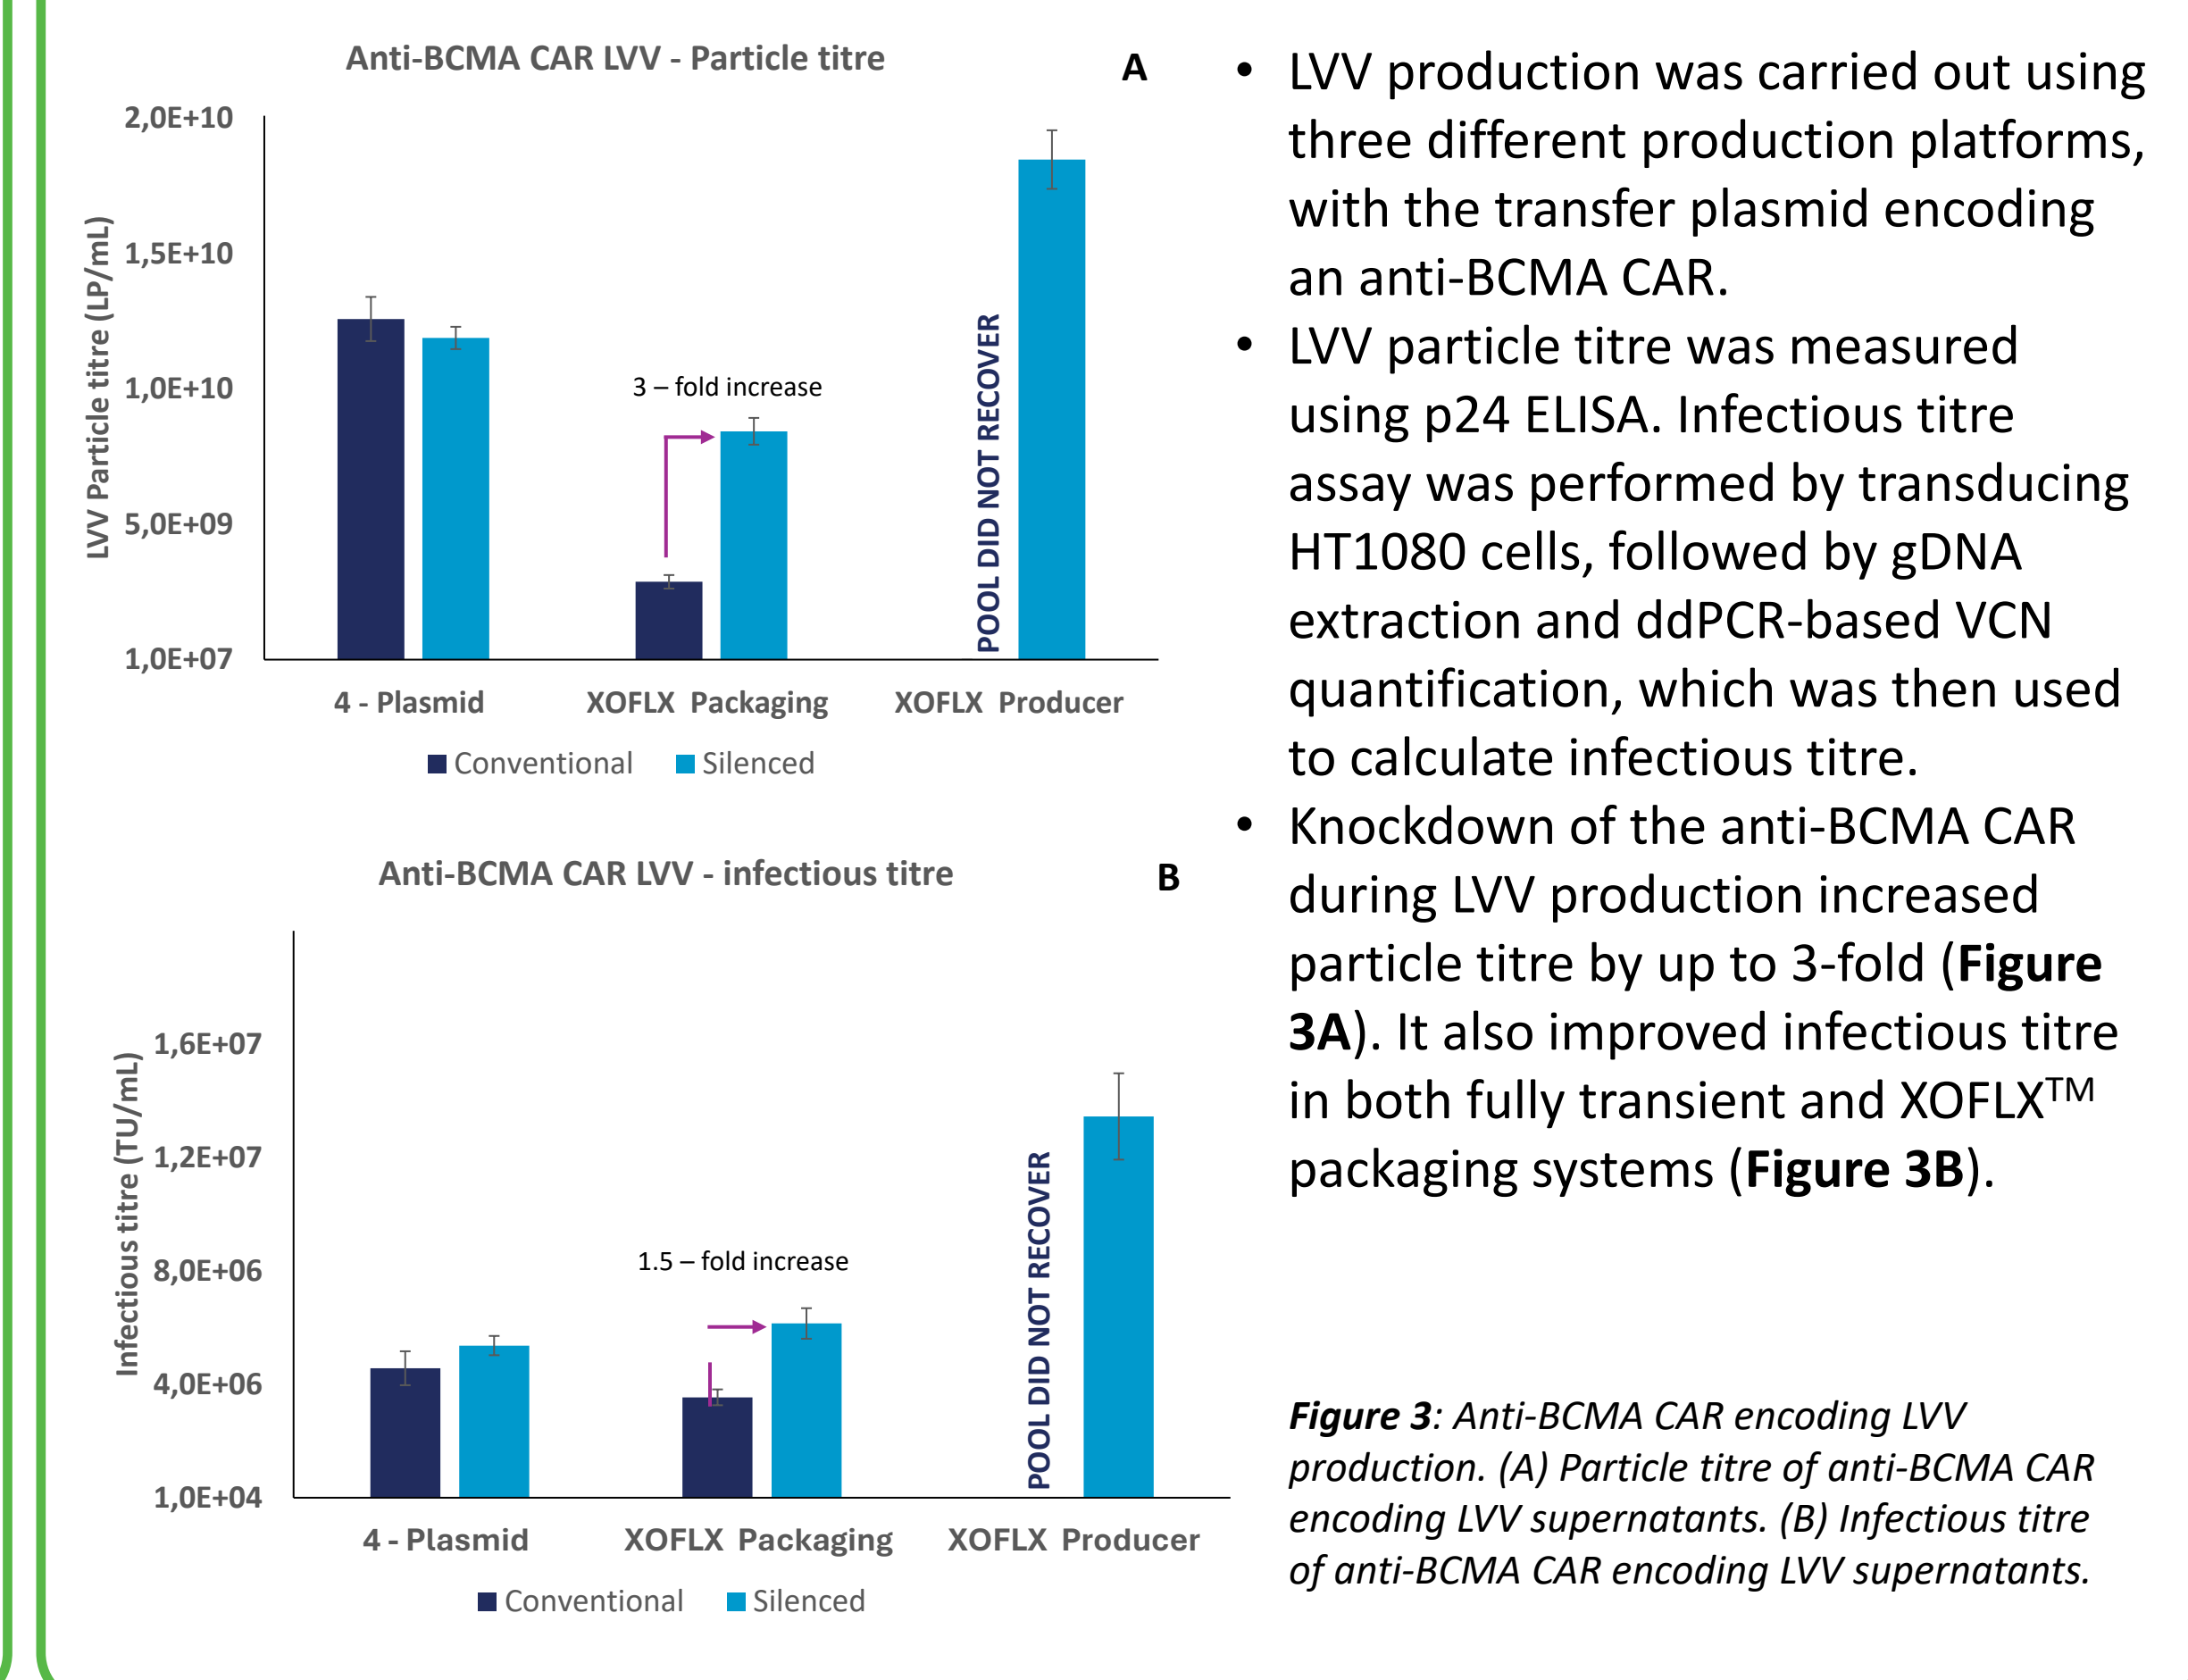 Anti-BCMA CAR LVV - Particle titre
A
LVV Particle titre (LP/mL)
2,0E+10
1,5E+10
1,0E+10
5,0E+09
1,0E+07
3 – fold increase
POOL DID NOT RECOVER
4 - Plasmid
XOFLX Packaging
XOFLX Producer
Conventional
Silenced
Anti-BCMA CAR LVV - infectious titre
B
Infectious titre (TU/mL)
1,6E+07
1,2E+07
8,0E+06
4,0E+06
1,0E+04
1.5 – fold increase
POOL DID NOT RECOVER
4 - Plasmid
XOFLX Packaging
XOFLX Producer
Conventional
Silenced
• LVV production was carried out using
three different production platforms,
with the transfer plasmid encoding
an anti-BCMA CAR.
• LVV particle titre was measured
using p24 ELISA. Infectious titre
assay was performed by transducing
HT1080 cells, followed by gDNA
extraction and ddPCR-based VCN
quantification, which was then used
to calculate infectious titre.
• Knockdown of the anti-BCMA CAR
during LVV production increased
particle titre by up to 3-fold (Figure
3A). It also improved infectious titre
in both fully transient and XOFLX™
packaging systems (Figure 3B).
Figure 3: Anti-BCMA CAR encoding LVV
production. (A) Particle titre of anti-BCMA CAR
encoding LVV supernatants. (B) Infectious titre
of anti-BCMA CAR encoding LVV supernatants.